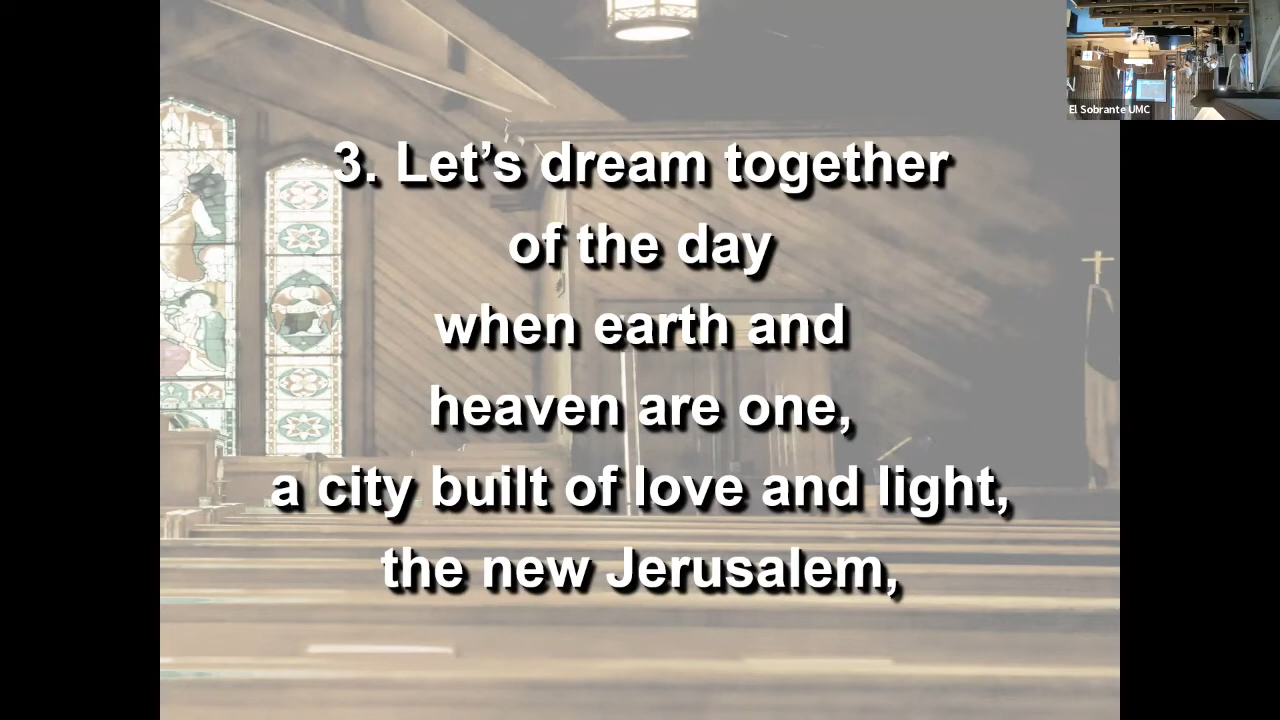 El Sobrante UMC
3. Let’s dream together
of the day
when earth and
heaven are one,
a city built of love and light,
the new Jerusalem,